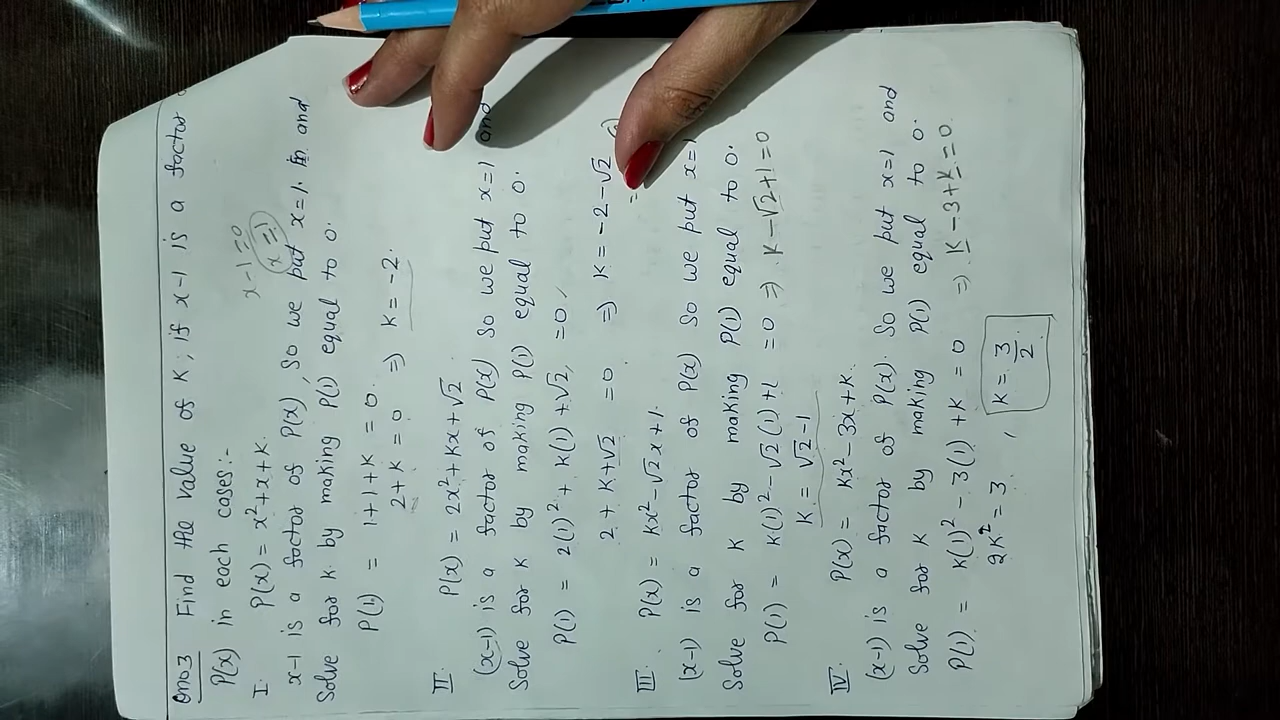 Qno3 Find the value of K; if x-1 is a factor
P(x) in each cases:-
x-1=0
x=1
I. P(x) = x²+x+K.
x-1 is a factor of P(x), So we put x=1. in and
Solve for K by making P(1) equal to 0.
P(1) = 1+1+K = 0.
2+K=0 ⇒ K=-2.
II P(x) = 2x²+Kx+√2
(x-1) is a factor of P(x) So we put x=1 and
Solve for K by making P(1) equal to 0.
P(1) = 2(1)²+K(1)+√2, =0,
2+K+√2 =0 ⇒ K=-2-√2
=
III. P(x) = Kx²-√2x+1.
(x-1) is a factor of P(x) So we put x=1
Solve for K by making P(1) equal to 0.
P(1) = K(1)²-√2(1)+1 =0 ⇒ K-√2+1=0
K=√2-1
IV. P(x) = Kx²-3x+K.
(x-1) is a factor of P(x). So we put x=1 and
Solve for K by making P(1) equal to 0.
P(1) = K(1)²-3(1)+K=0 ⇒ K-3+K=0.
2K²=3, K=3/2.